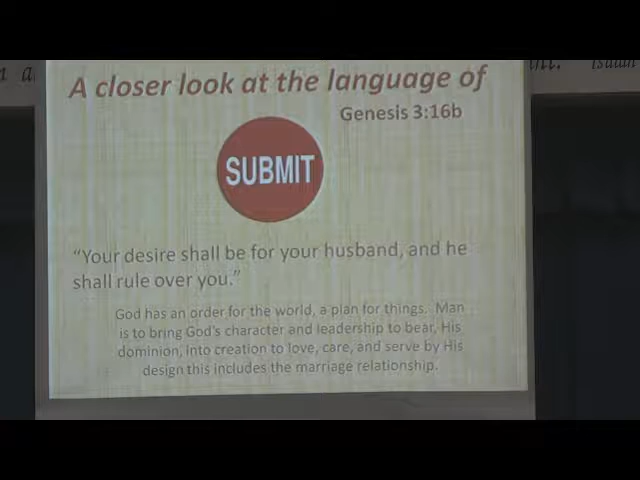 A closer look at the language of
Genesis 3:16b
SUBMIT
“Your desire shall be for your husband, and he
shall rule over you.”
God has an order for the world, a plan for things. Man
is to bring God's character and leadership to bear, His
dominion, into creation to love, care, and serve by His
design this includes the marriage relationship.